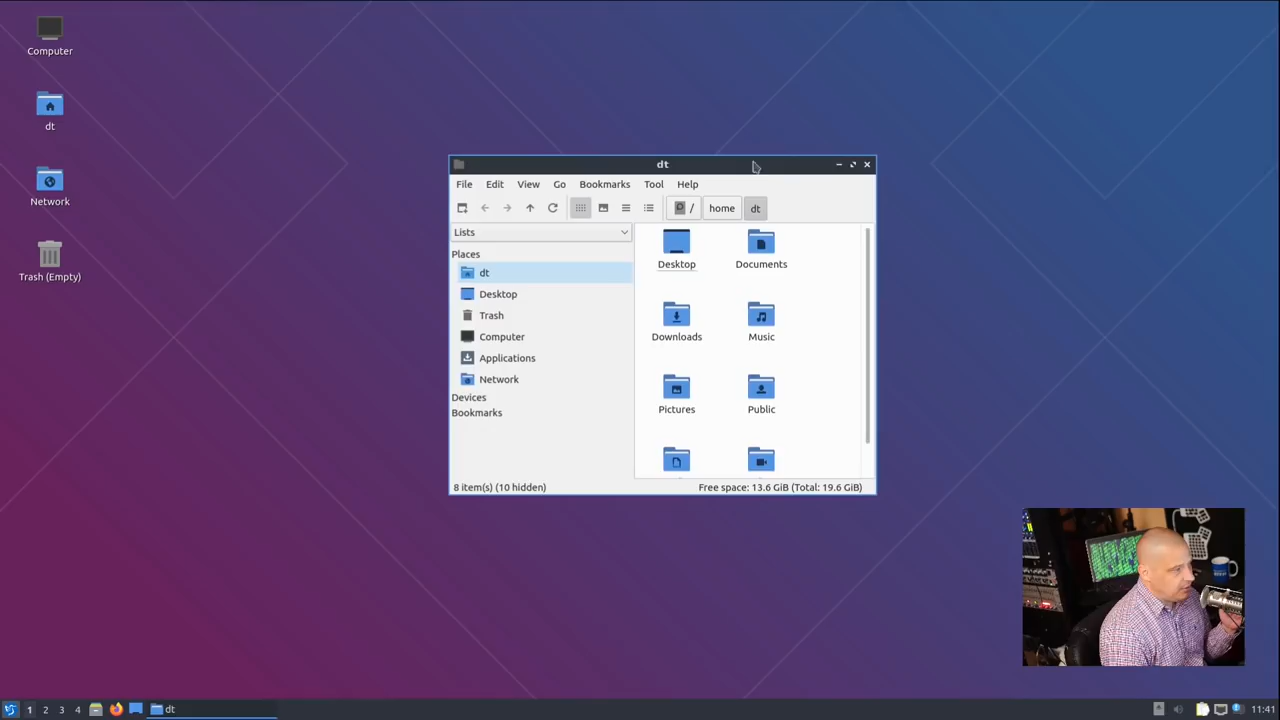 Computer
dt
Network
Trash (Empty)
dt
File Edit View Go Bookmarks Tool Help
/ home dt
Lists
Places
dt
Desktop
Trash
Computer
Applications
Network
Devices
Bookmarks
Desktop Documents
Downloads Music
Pictures Public
8 item(s) (10 hidden) Free space: 13.6 GiB (Total: 19.6 GiB)
1 2 3 4 dt 11:41